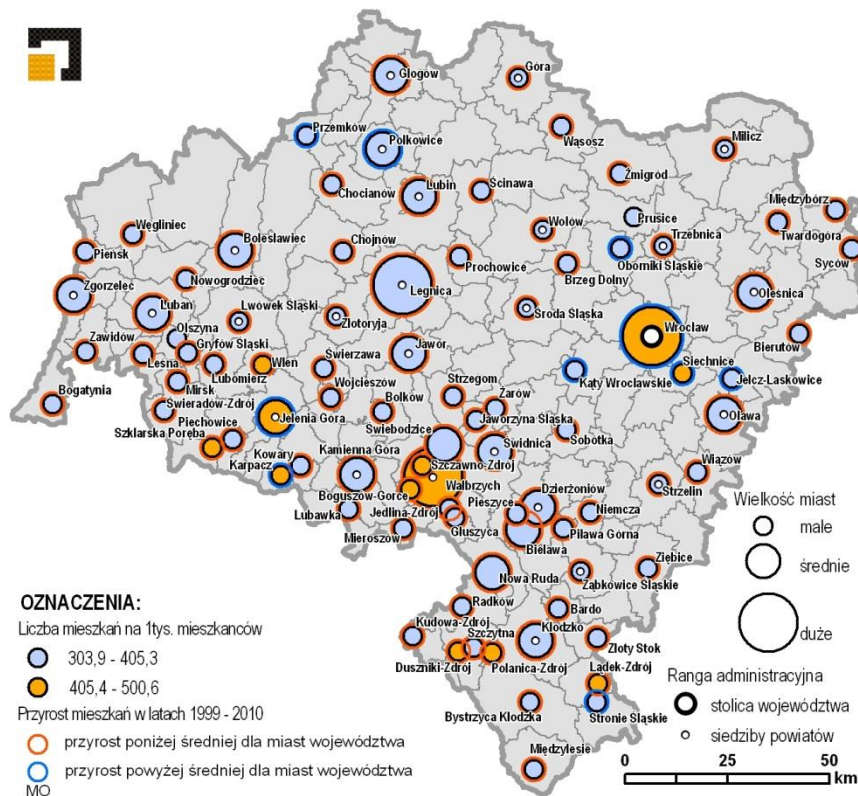 Głogów
Góra
Przemków
Polkowice
Wąsosz
Milicz
Żmigród
Chocianów
Lubin
Ścinawa
Międzybórz
Prusice
Twardogóra
Węgliniec
Wołów
Trzebnica
Syców
Pieńsk
Bolesławiec
Chojnów
Prochowice
Brzeg Dolny
Oborniki Śląskie
Nowogrodziec
Zgorzelec
Legnica
Oleśnica
Lubań
Lwówek Śląski
Złotoryja
Środa Śląska
Wrocław
Olszyna
Bierutów
Zawidów
Gryfów Śląski
Jawor
Leśna
Wleń
Świerzawa
Siechnice
Lubomierz
Kąty Wrocławskie
Jelcz-Laskowice
Mirsk
Wojcieszów
Strzegom
Bogatynia
Świeradów-Zdrój
Bolków
Żarów
Piechowice
Jelenia Góra
Jaworzyna Śląska
Oława
Szklarska Poręba
Świebodzice
Sobótka
Kamienna Góra
Świdnica
Kowary
Szczawno-Zdrój
Karpacz
Wałbrzych
Wiązów
Boguszów-Gorce
Dzierżoniów
Strzelin
Lubawka
Jedlina-Zdrój
Pieszyce
Niemcza
Mieroszów
Głuszyca
Piława Górna
Bielawa
Ziębice
Nowa Ruda
Ząbkowice Śląskie
Radków
Bardo
Kudowa-Zdrój
Szczytna
Kłodzko
Złoty Stok
Duszniki-Zdrój
Polanica-Zdrój
Lądek-Zdrój
Bystrzyca Kłodzka
Stronie Śląskie
Międzylesie
OZNACZENIA:
Liczba mieszkań na 1tys. mieszkańców
303,9 - 405,3
405,4 - 500,6
Przyrost mieszkań w latach 1999 - 2010
przyrost poniżej średniej dla miast województwa
przyrost powyżej średniej dla miast województwa
MO
Wielkość miast
małe
średnie
duże
Ranga administracyjna
stolica województwa
siedziby powiatów
0 25 50
km